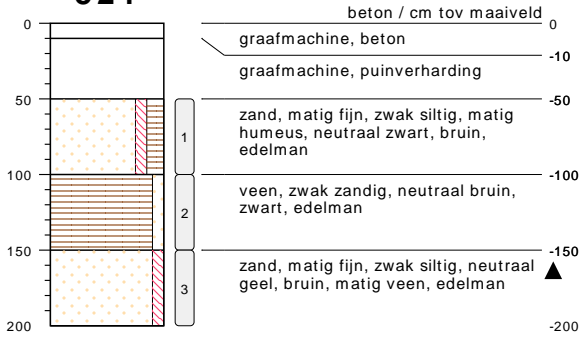 beton / cm tov maaiveld
0
0
graafmachine, beton
-10
graafmachine, puinverharding
50
-50
zand, matig fijn, zwak siltig, matig
humeus, neutraal zwart, bruin,
edelman
1
100
-100
veen, zwak zandig, neutraal bruin,
zwart, edelman
2
150
-150
zand, matig fijn, zwak siltig, neutraal
geel, bruin, matig veen, edelman
3
200
-200